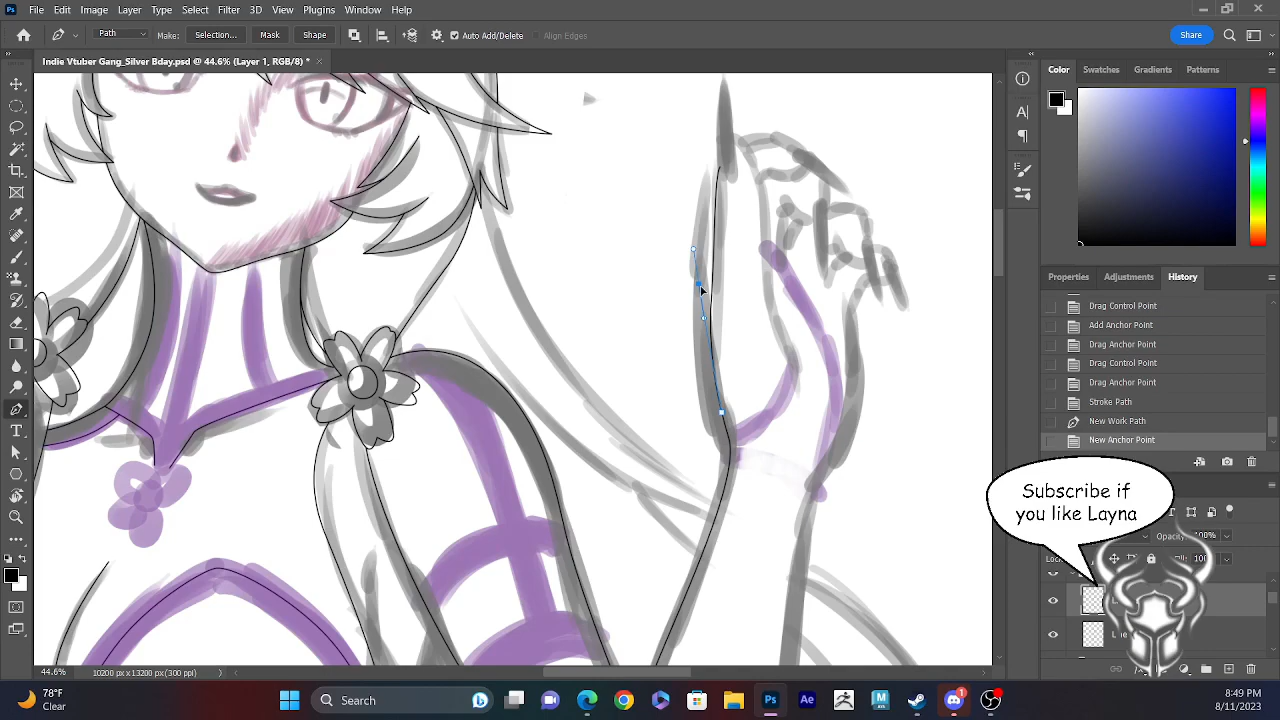 File Edit Image Layer Type Select Filter 3D View Plugins Window Help
Path Make: Selection... Mask Shape Auto Add/Delete Align Edges Share
Indie Vtuber Gang_Silver Bday.psd @ 44.6% (Layer 1, RGB/8) *
Color Swatches Gradients Patterns
Properties Adjustments History
Drag Control Point
Add Anchor Point
Drag Anchor Point
Drag Control Point
Drag Anchor Point
Stroke Path
New Work Path
New Anchor Point
Subscribe if
you like Layna
44.6% 10200 px x 13200 px (300 ppi)
78°F
Clear
Search
8:49 PM
8/11/2023